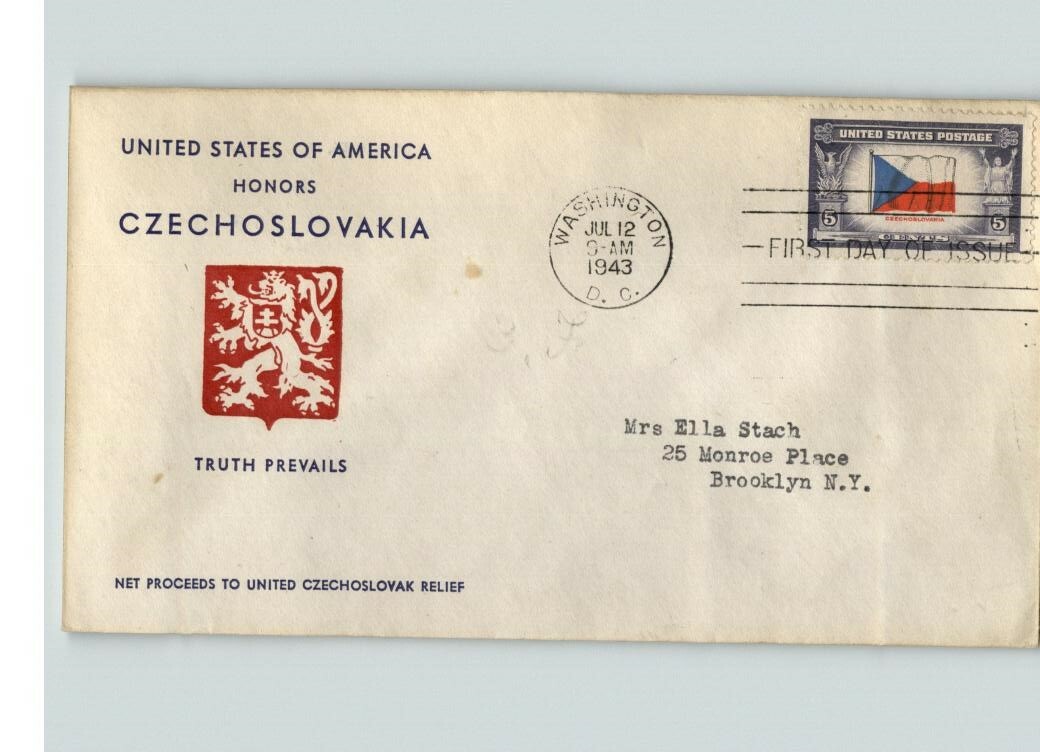 UNITED STATES OF AMERICA
HONORS
CZECHOSLOVAKIA
TRUTH PREVAILS
NET PROCEEDS TO UNITED CZECHOSLOVAK RELIEF
WASHINGTON
JUL 12
9-AM
1943
D. C.
UNITED STATES POSTAGE
CZECHOSLOVAKIA
5 5
FIRST DAY OF ISSUE
Mrs Ella Stach
25 Monroe Place
Brooklyn N.Y.